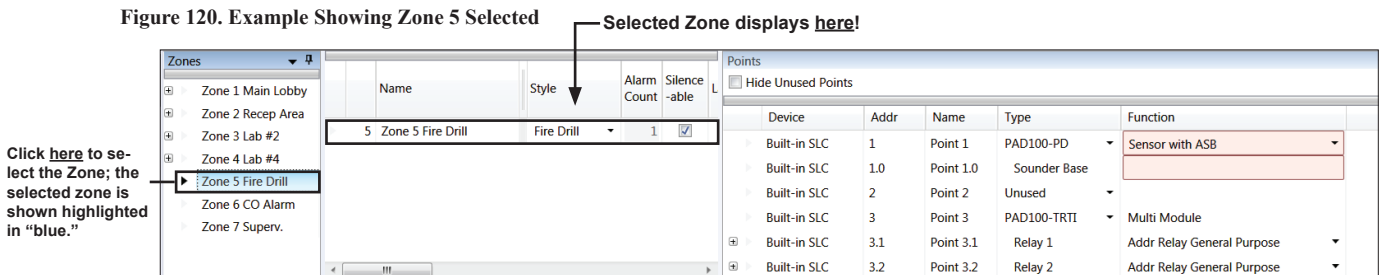 Figure 120. Example Showing Zone 5 Selected
Selected Zone displays here!
Click here to se-
lect the Zone; the
selected zone is
shown highlighted
in “blue.”
Zones
Zone 1 Main Lobby
Zone 2 Recep Area
Zone 3 Lab #2
Zone 4 Lab #4
Zone 5 Fire Drill
Zone 6 CO Alarm
Zone 7 Superv.
Name Style Alarm Count Silence -able L
5 Zone 5 Fire Drill Fire Drill 1
Points
Hide Unused Points
Device Addr Name Type Function
Built-in SLC 1 Point 1 PAD100-PD Sensor with ASB
Built-in SLC 1.0 Point 1.0 Sounder Base
Built-in SLC 2 Point 2 Unused
Built-in SLC 3 Point 3 PAD100-TRTI Multi Module
Built-in SLC 3.1 Point 3.1 Relay 1 Addr Relay General Purpose
Built-in SLC 3.2 Point 3.2 Relay 2 Addr Relay General Purpose